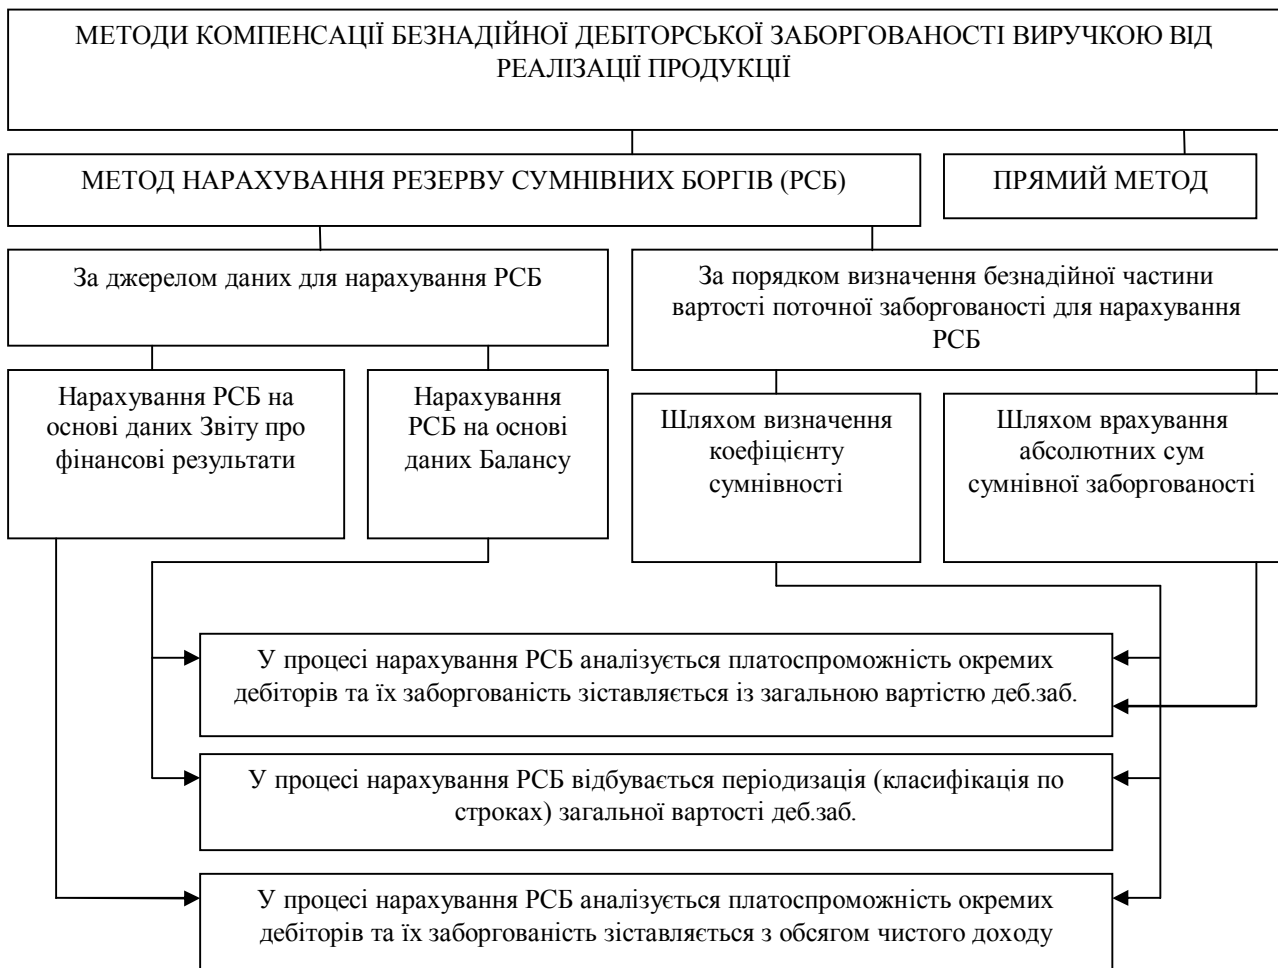 МЕТОДИ КОМПЕНСАЦІЇ БЕЗНАДІЙНОЇ ДЕБІТОРСЬКОЇ ЗАБОРГОВАНОСТІ ВИРУЧКОЮ ВІД
РЕАЛІЗАЦІЇ ПРОДУКЦІЇ
МЕТОД НАРАХУВАННЯ РЕЗЕРВУ СУМНІВНИХ БОРГІВ (РСБ)
ПРЯМИЙ МЕТОД
За джерелом даних для нарахування РСБ
За порядком визначення безнадійної частини
вартості поточної заборгованості для нарахування
РСБ
Нарахування РСБ на
основі даних Звіту про
фінансові результати
Нарахування
РСБ на основі
даних Балансу
Шляхом визначення
коефіцієнту
сумнівності
Шляхом врахування
абсолютних сум
сумнівної заборгованості
У процесі нарахування РСБ аналізується платоспроможність окремих
дебіторів та їх заборгованість зіставляється із загальною вартістю деб.заб.
У процесі нарахування РСБ відбувається періодизація (класифікація по
строках) загальної вартості деб.заб.
У процесі нарахування РСБ аналізується платоспроможність окремих
дебіторів та їх заборгованість зіставляється з обсягом чистого доходу